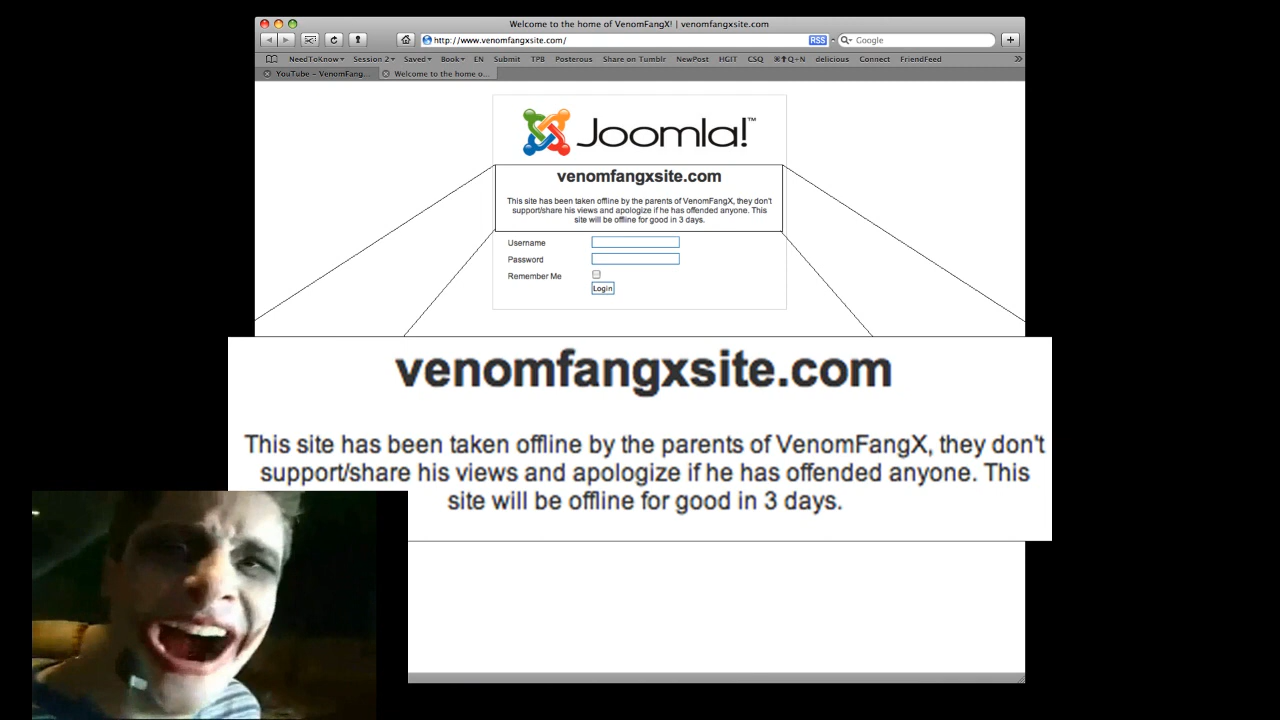 Welcome to the home of VenomFangX! | venomfangxsite.com
http://www.venomfangxsite.com/ RSS Google
NeedToKnow Session 2 Saved Book EN Submit TPB Posterous Share on Tumblr NewPost HGIT CSQ ⌘⬆Q+N delicious Connect FriendFeed
YouTube - VenomFang... Welcome to the home o...
Joomla!™
venomfangxsite.com
This site has been taken offline by the parents of VenomFangX, they don't
support/share his views and apologize if he has offended anyone. This
site will be offline for good in 3 days.
Username
Password
Remember Me
Login
venomfangxsite.com
This site has been taken offline by the parents of VenomFangX, they don't
support/share his views and apologize if he has offended anyone. This
site will be offline for good in 3 days.